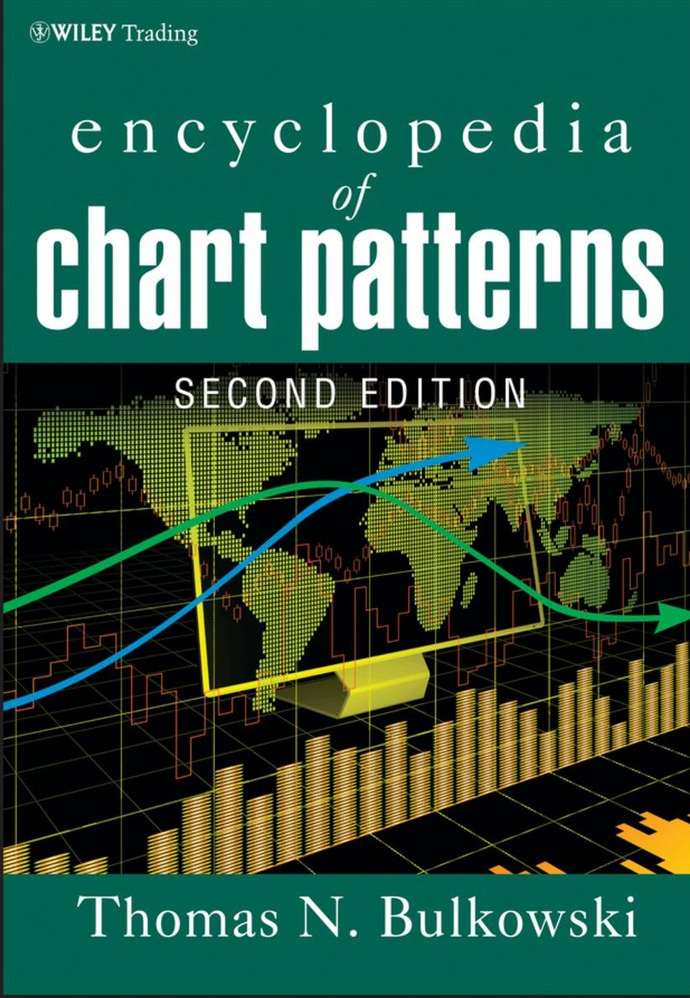 WILEY Trading
encyclopedia
of
chart patterns
SECOND EDITION
Thomas N. Bulkowski